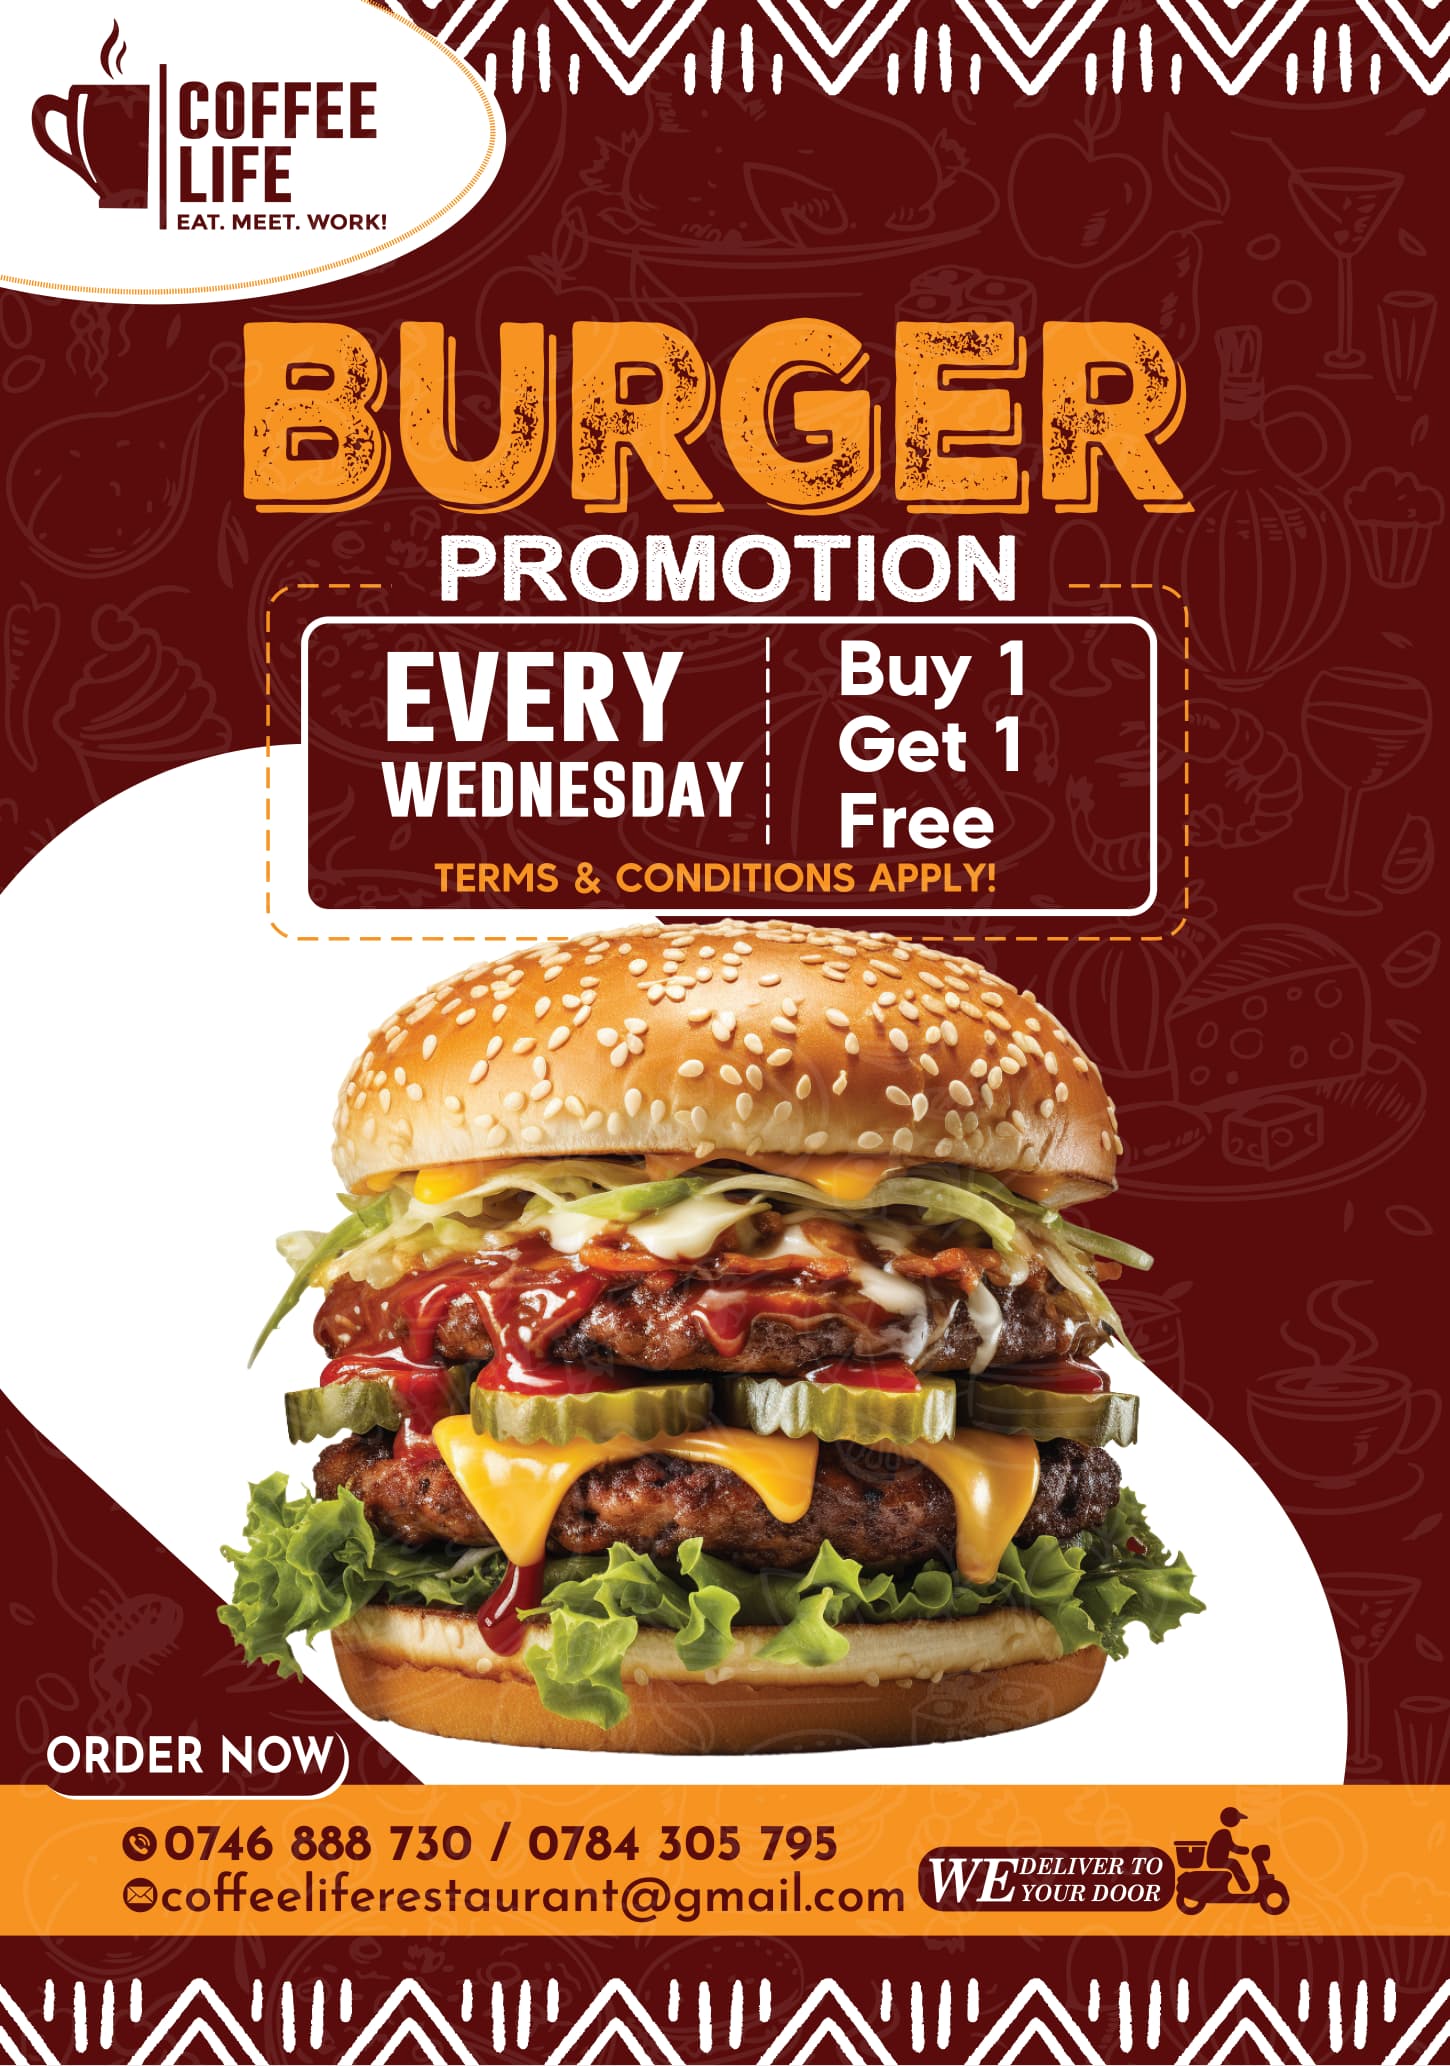 COFFEE
LIFE
EAT. MEET. WORK!
BURGER
PROMOTION
EVERY
WEDNESDAY
Buy 1
Get 1
Free
TERMS & CONDITIONS APPLY!
ORDER NOW
0746 888 730 / 0784 305 795
coffeeliferestaurant@gmail.com
WE DELIVER TO
YOUR DOOR